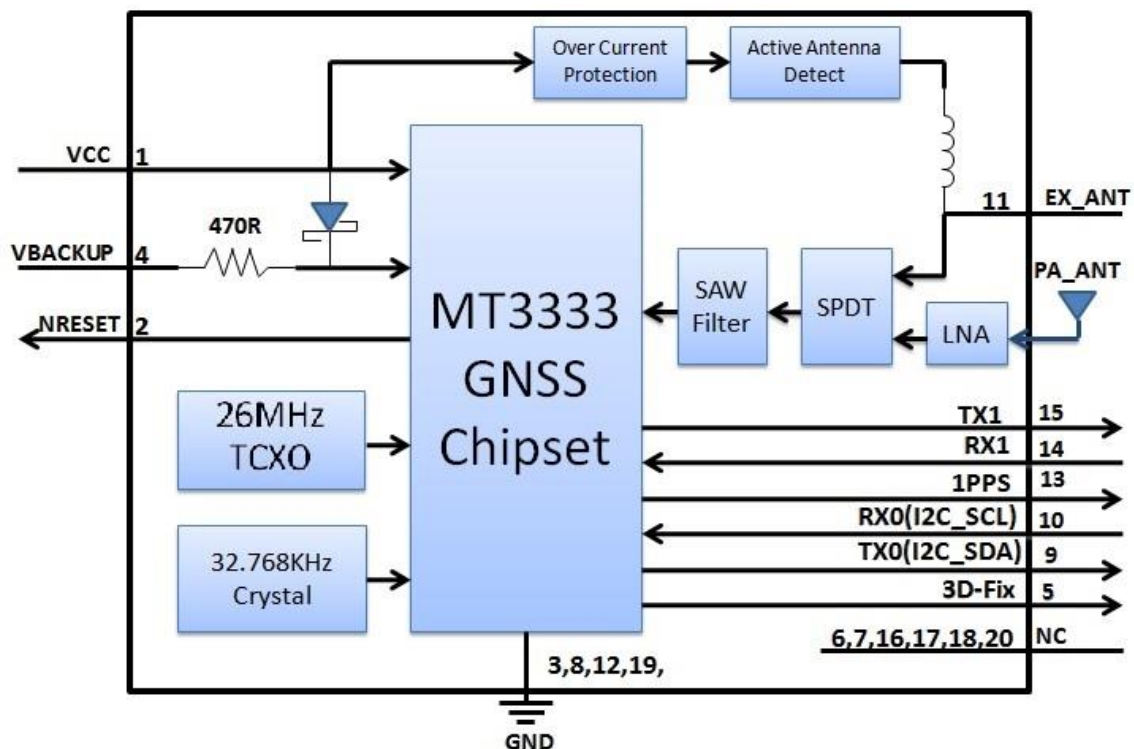 Over Current
Protection
Active Antenna
Detect
VCC 1
470R
VBACKUP 4
NRESET 2
26MHz
TCXO
32.768KHz
Crystal
MT3333
GNSS
Chipset
SAW
Filter
SPDT
LNA
11 EX_ANT
PA_ANT
TX1 15
RX1 14
1PPS 13
RX0(I2C_SCL) 10
TX0(I2C_SDA) 9
3D-Fix 5
6,7,16,17,18,20 NC
3,8,12,19,
GND